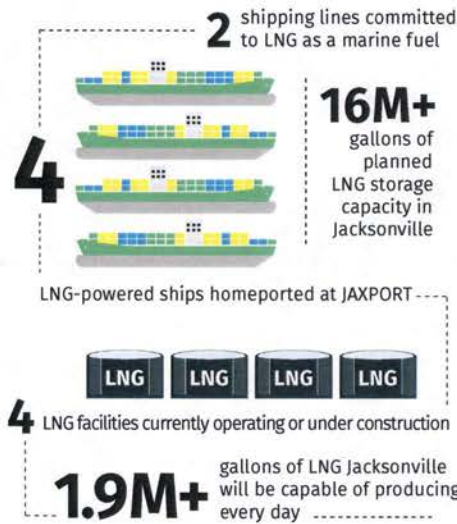 2 shipping lines committed
to LNG as a marine fuel
4
16M+
gallons of
planned
LNG storage
capacity in
Jacksonville
LNG-powered ships homeported at JAXPORT
LNG LNG LNG LNG
4 LNG facilities currently operating or under construction
1.9M+ gallons of LNG Jacksonville
will be capable of producing
every day